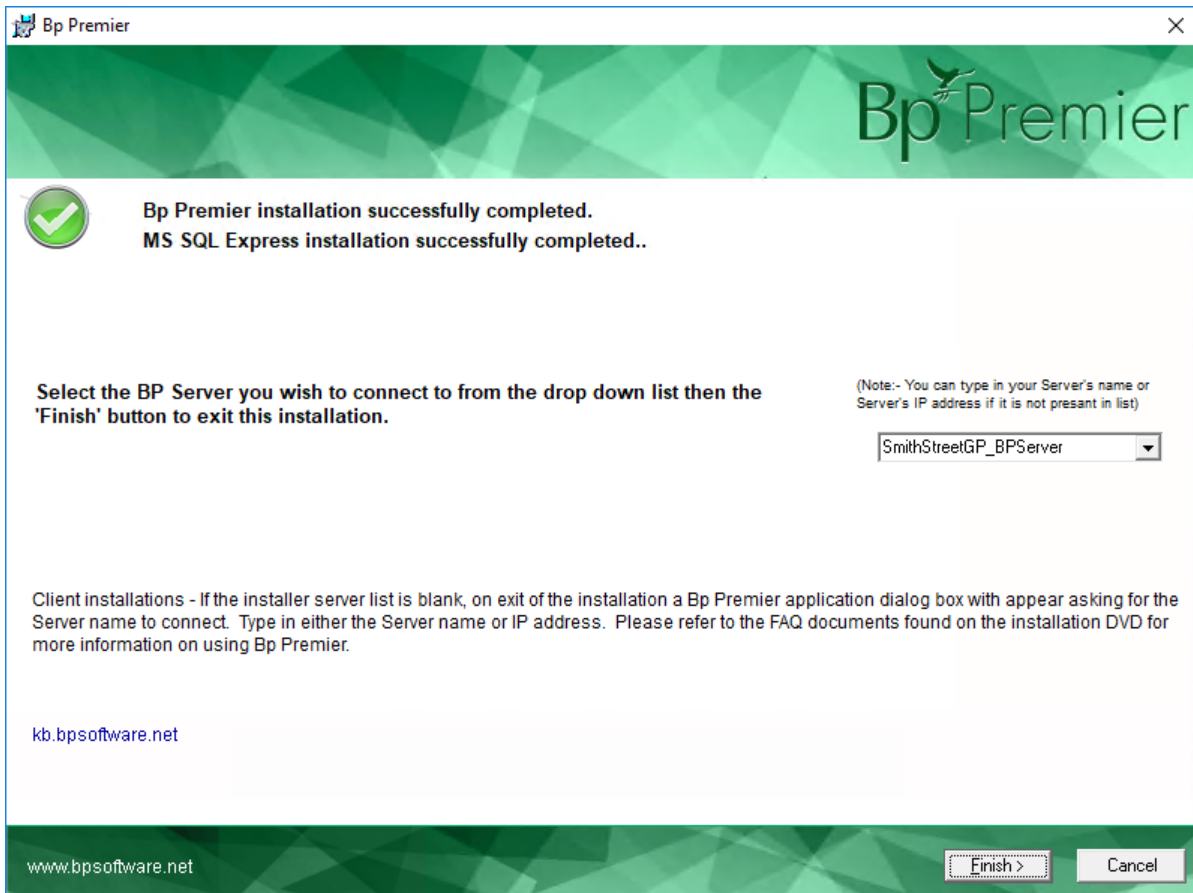 Bp Premier
Bp Premier
Bp Premier installation successfully completed.
MS SQL Express installation successfully completed..
Select the BP Server you wish to connect to from the drop down list then the
'Finish' button to exit this installation.
(Note:- You can type in your Server's name or
Server's IP address if it is not presant in list)
SmithStreetGP_BPServer
Client installations - If the installer server list is blank, on exit of the installation a Bp Premier application dialog box with appear asking for the
Server name to connect.  Type in either the Server name or IP address.  Please refer to the FAQ documents found on the installation DVD for
more information on using Bp Premier.
kb.bpsoftware.net
www.bpsoftware.net
Finish >
Cancel